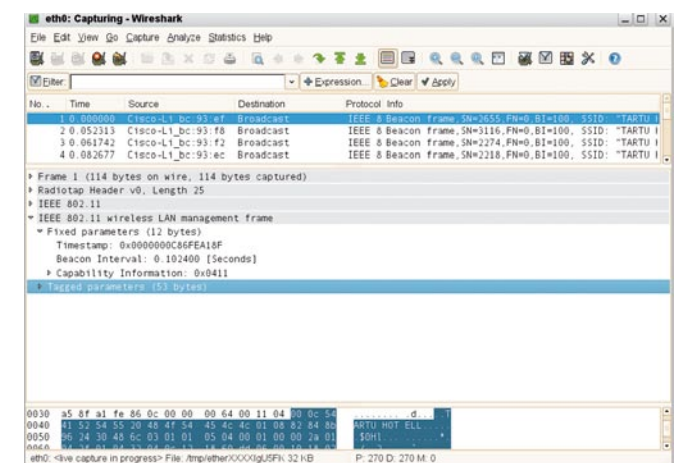 eth0: Capturing - Wireshark
File Edit View Go Capture Analyze Statistics Help
Filter: Expression... Clear Apply
No. . Time Source Destination Protocol Info
1 0.000000 Cisco-Li_bc:93:ef Broadcast IEEE 8 Beacon frame,SN=2655,FN=0,BI=100, SSID: "TARTU H
2 0.052313 Cisco-Li_bc:93:f8 Broadcast IEEE 8 Beacon frame,SN=3116,FN=0,BI=100, SSID: "TARTU H
3 0.061742 Cisco-Li_bc:93:f2 Broadcast IEEE 8 Beacon frame,SN=2274,FN=0,BI=100, SSID: "TARTU H
4 0.082677 Cisco-Li_bc:93:ec Broadcast IEEE 8 Beacon frame,SN=2218,FN=0,BI=100, SSID: "TARTU H
Frame 1 (114 bytes on wire, 114 bytes captured)
Radiotap Header v0, Length 25
IEEE 802.11
IEEE 802.11 wireless LAN management frame
Fixed parameters (12 bytes)
Timestamp: 0x0000000C86FEA18F
Beacon Interval: 0.102400 [Seconds]
Capability Information: 0x0411
Tagged parameters (53 bytes)
0030 a5 8f a1 fe 86 0c 00 00 00 64 00 11 04 00 0c 54 ........ .d.....T
0040 41 52 54 55 20 48 4f 54 45 4c 4c 01 08 82 84 8b ARTU HOT ELL.....
0050 96 24 30 48 6c 03 01 01 05 04 00 01 00 00 2a 01 .$0Hl... ......*.
0060
eth0: <live capture in progress> File: 32 KB P: 270 D: 270 M: 0